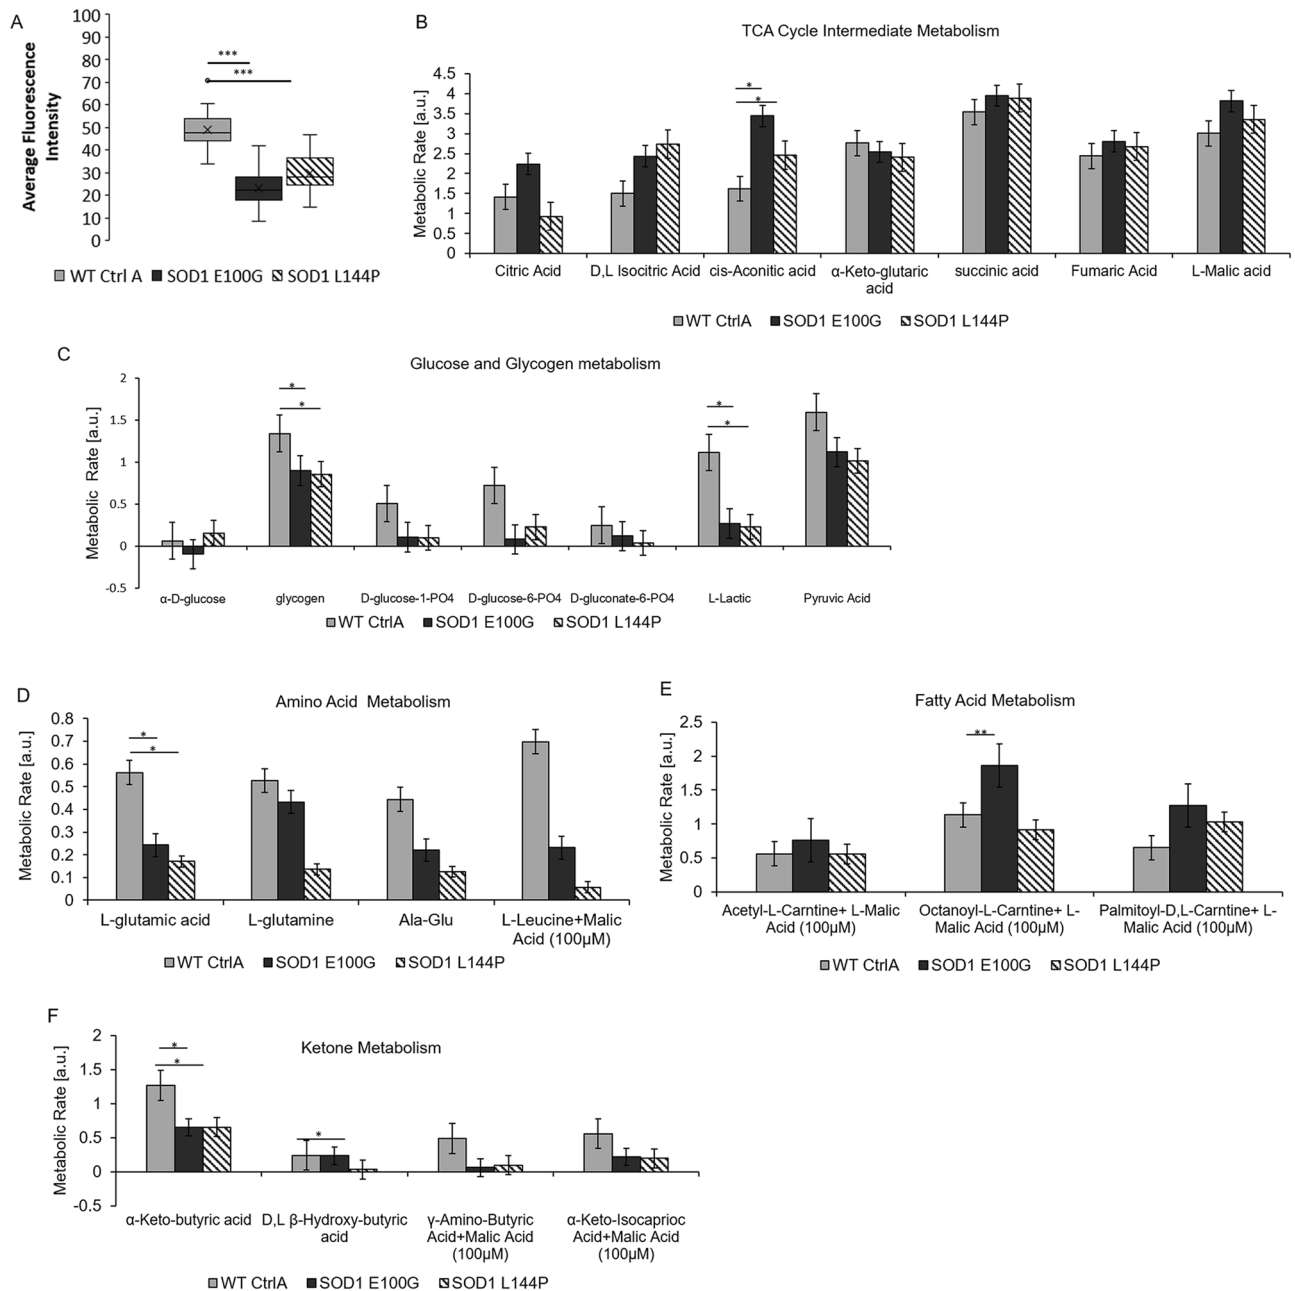 A
Average Fluorescence
Intensity
100
90
80
70
60
50
40
30
20
10
0
***
***
WT Ctrl A SOD1 E100G SOD1 L144P
B
TCA Cycle Intermediate Metabolism
Metabolic Rate [a.u.]
4.5
4
3.5
3
2.5
2
1.5
1
0.5
0
*
*
Citric Acid D,L Isocitric Acid cis-Aconitic acid α-Keto-glutaric succinic acid Fumaric Acid L-Malic acid
acid
WT CtrlA SOD1 E100G SOD1 L144P
C
Glucose and Glycogen metabolism
Metabolic Rate [a.u.]
2
1.5
1
0.5
0
-0.5
*
*
*
*
α-D-glucose glycogen D-glucose-1-PO4 D-glucose-6-PO4 D-gluconate-6-PO4 L-Lactic Pyruvic Acid
WT CtrlA SOD1 E100G SOD1 L144P
D
Amino Acid Metabolism
Metabolic Rate [a.u.]
0.8
0.7
0.6
0.5
0.4
0.3
0.2
0.1
0
*
*
L-glutamic acid L-glutamine Ala-Glu L-Leucine+Malic
Acid (100µM)
WT CtrlA SOD1 E100G SOD1 L144P
E
Fatty Acid Metabolism
Metabolic Rate [a.u.]
2.5
2
1.5
1
0.5
0
**
Acetyl-L-Carntine+ L-Malic Octanoyl-L-Carntine+ L- Palmitoyl-D,L-Carntine+ L-
Acid (100µM) Malic Acid (100µM) Malic Acid (100µM)
WT CtrlA SOD1 E100G SOD1 L144P
F
Ketone Metabolism
Metabolic Rate [a.u.]
2
1.5
1
0.5
0
-0.5
*
*
*
α-Keto-butyric acid D,L β-Hydroxy-butyric γ-Amino-Butyric α-Keto-Isocaprioc
acid Acid+Malic Acid Acid+Malic Acid
(100µM) (100µM)
WT CtrlA SOD1 E100G SOD1 L144P